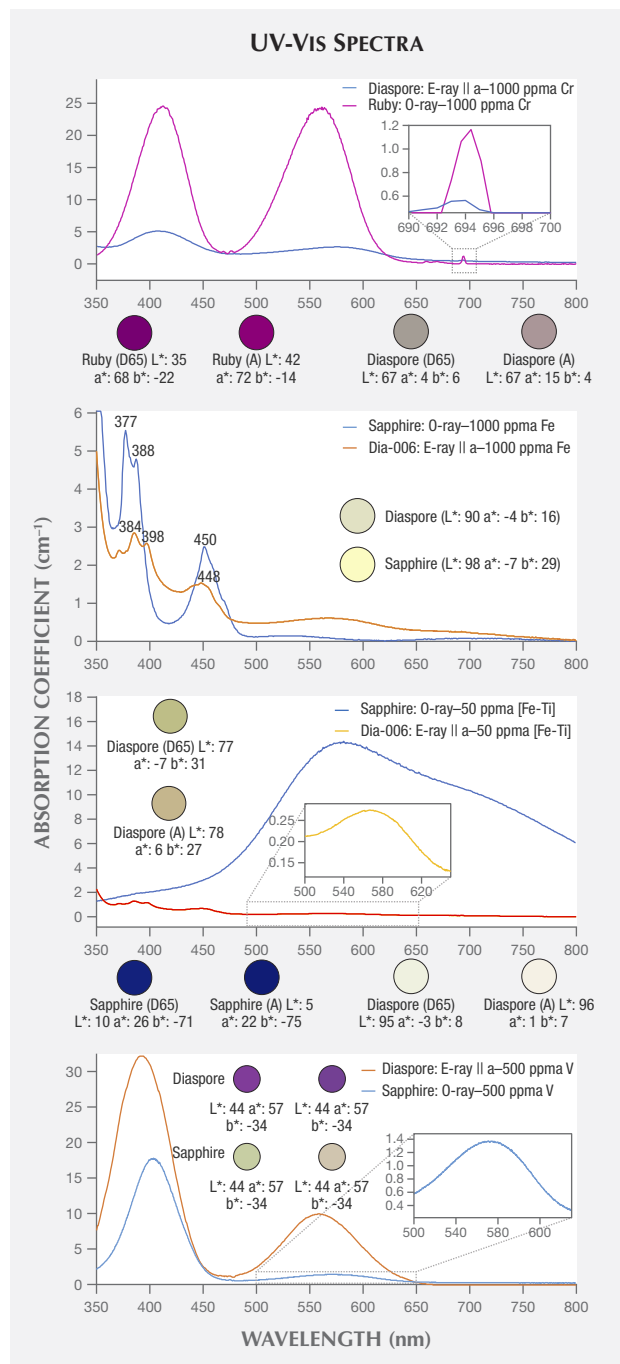 UV-VIS SPECTRA
Diaspore: E-ray || a–1000 ppma Cr
Ruby: O-ray–1000 ppma Cr
25
20
15
10
5
0
1.2
1.0
0.8
0.6
690 692 694 696 698 700
350 400 450 500 550 600 650 700 750 800
Ruby (D65) L*: 35
a*: 68 b*: -22
Ruby (A) L*: 42
a*: 72 b*: -14
Diaspore (D65)
L*: 67 a*: 4 b*: 6
Diaspore (A)
L*: 67 a*: 15 b*: 4
Sapphire: O-ray–1000 ppma Fe
Dia-006: E-ray || a–1000 ppma Fe
6
5
4
3
2
1
0
377
388
384
398
450
448
Diaspore (L*: 90 a*: -4 b*: 16)
Sapphire (L*: 98 a*: -7 b*: 29)
350 400 450 500 550 600 650 700 750 800
ABSORPTION COEFFICIENT (cm⁻¹)
Sapphire: O-ray–50 ppma [Fe-Ti]
Dia-006: E-ray || a–50 ppma [Fe-Ti]
18
16
14
12
10
8
6
4
2
0
Diaspore (D65) L*: 77
a*: -7 b*: 31
Diaspore (A) L*: 78
a*: 6 b*: 27
0.25
0.20
0.15
500 540 580 620
350 400 450 500 550 600 650 700 750 800
Sapphire (D65)
L*: 10 a*: 26 b*: -71
Sapphire (A) L*: 5
a*: 22 b*: -75
Diaspore (D65)
L*: 95 a*: -3 b*: 8
Diaspore (A) L*: 96
a*: 1 b*: 7
Diaspore: E-ray || a–500 ppma V
Sapphire: O-ray–500 ppma V
30
25
20
15
10
5
0
Diaspore
L*: 44 a*: 57
b*: -34
L*: 44 a*: 57
b*: -34
Sapphire
L*: 44 a*: 57
b*: -34
L*: 44 a*: 57
b*: -34
1.4
1.2
1.0
0.8
0.6
0.4
500 540 560 600
350 400 450 500 550 600 650 700 750 800
WAVELENGTH (nm)